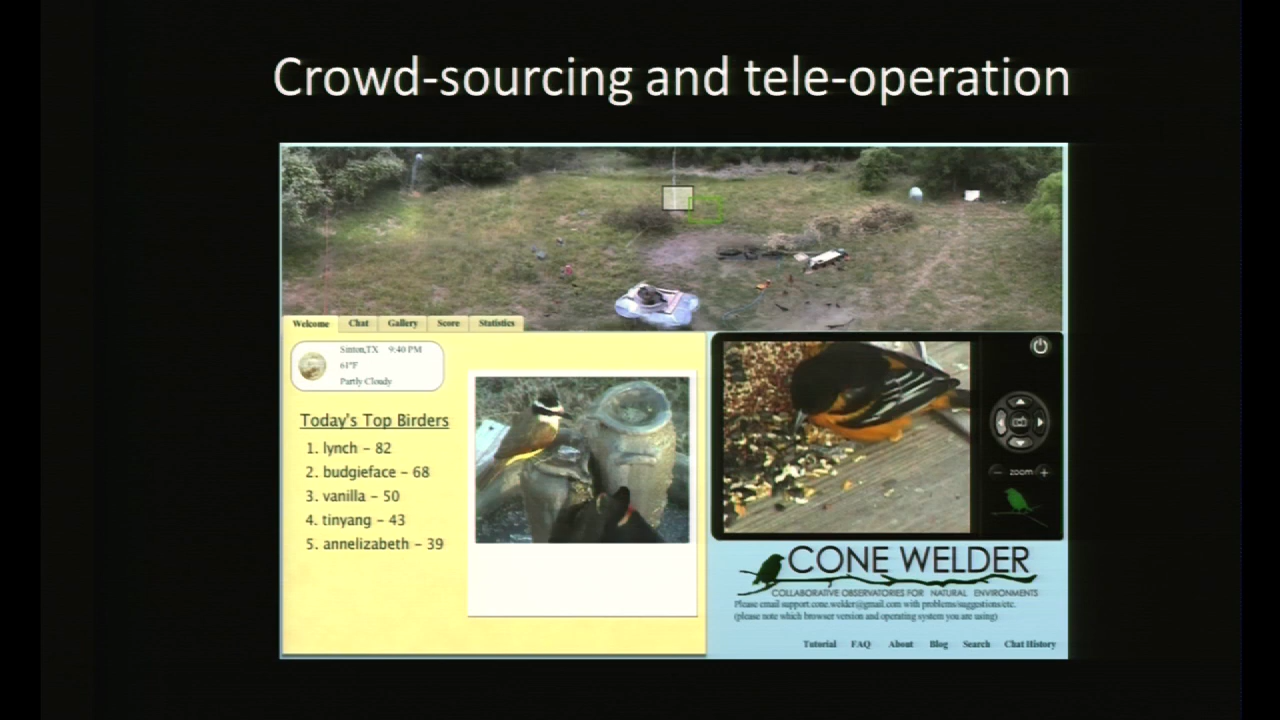 Crowd-sourcing and tele-operation
Welcome
Chat
Gallery
Score
Statistics
Sinton,TX 9:40 PM
61°F
Partly Cloudy
Today's Top Birders
1. lynch – 82
2. budgieface – 68
3. vanilla – 50
4. tinyang – 43
5. annelizabeth – 39
zoom
CONE WELDER
COLLABORATIVE OBSERVATORIES FOR NATURAL ENVIRONMENTS
Please email support.cone.welder@gmail.com with problems/suggestions/etc.
(please note which browser version and operating system you are using)
Tutorial FAQ About Blog Search Chat History